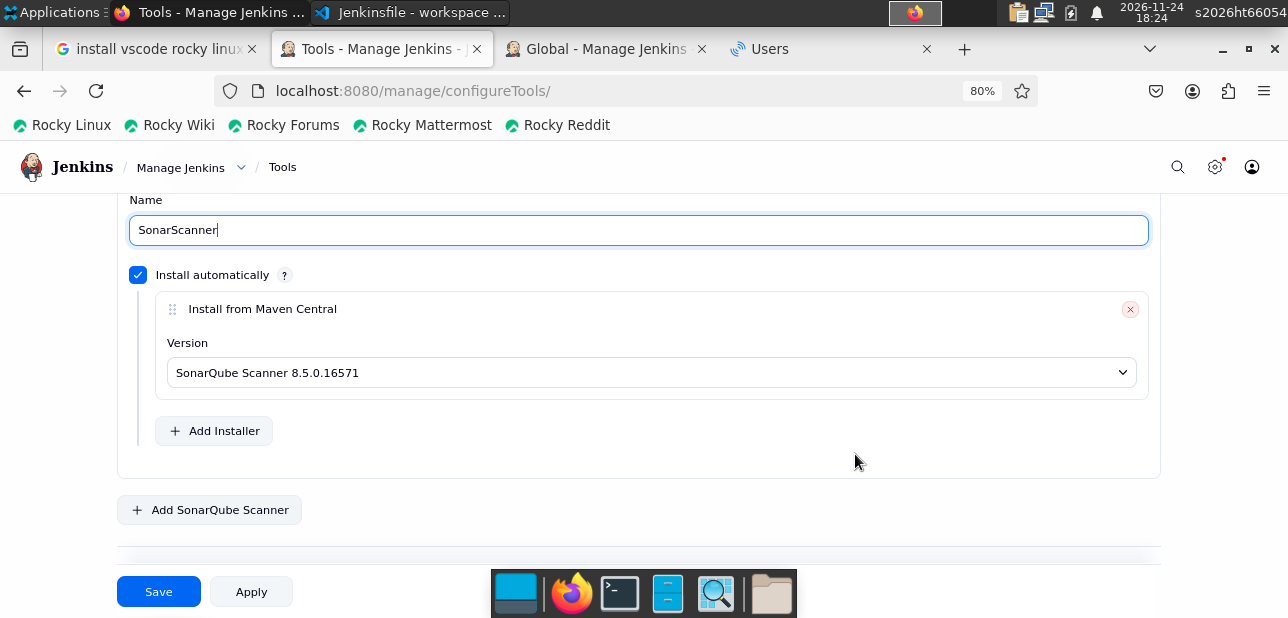 Applications
Tools - Manage Jenkins ...
Jenkinsfile - workspace ...
2026-11-24
18:24
s2026ht66054
install vscode rocky linux
Tools - Manage Jenkins -
Global - Manage Jenkins
Users
localhost:8080/manage/configureTools/
80%
Rocky Linux
Rocky Wiki
Rocky Forums
Rocky Mattermost
Rocky Reddit
Jenkins / Manage Jenkins / Tools
Name
SonarScanner
Install automatically ?
Install from Maven Central
Version
SonarQube Scanner 8.5.0.16571
+ Add Installer
+ Add SonarQube Scanner
Save
Apply